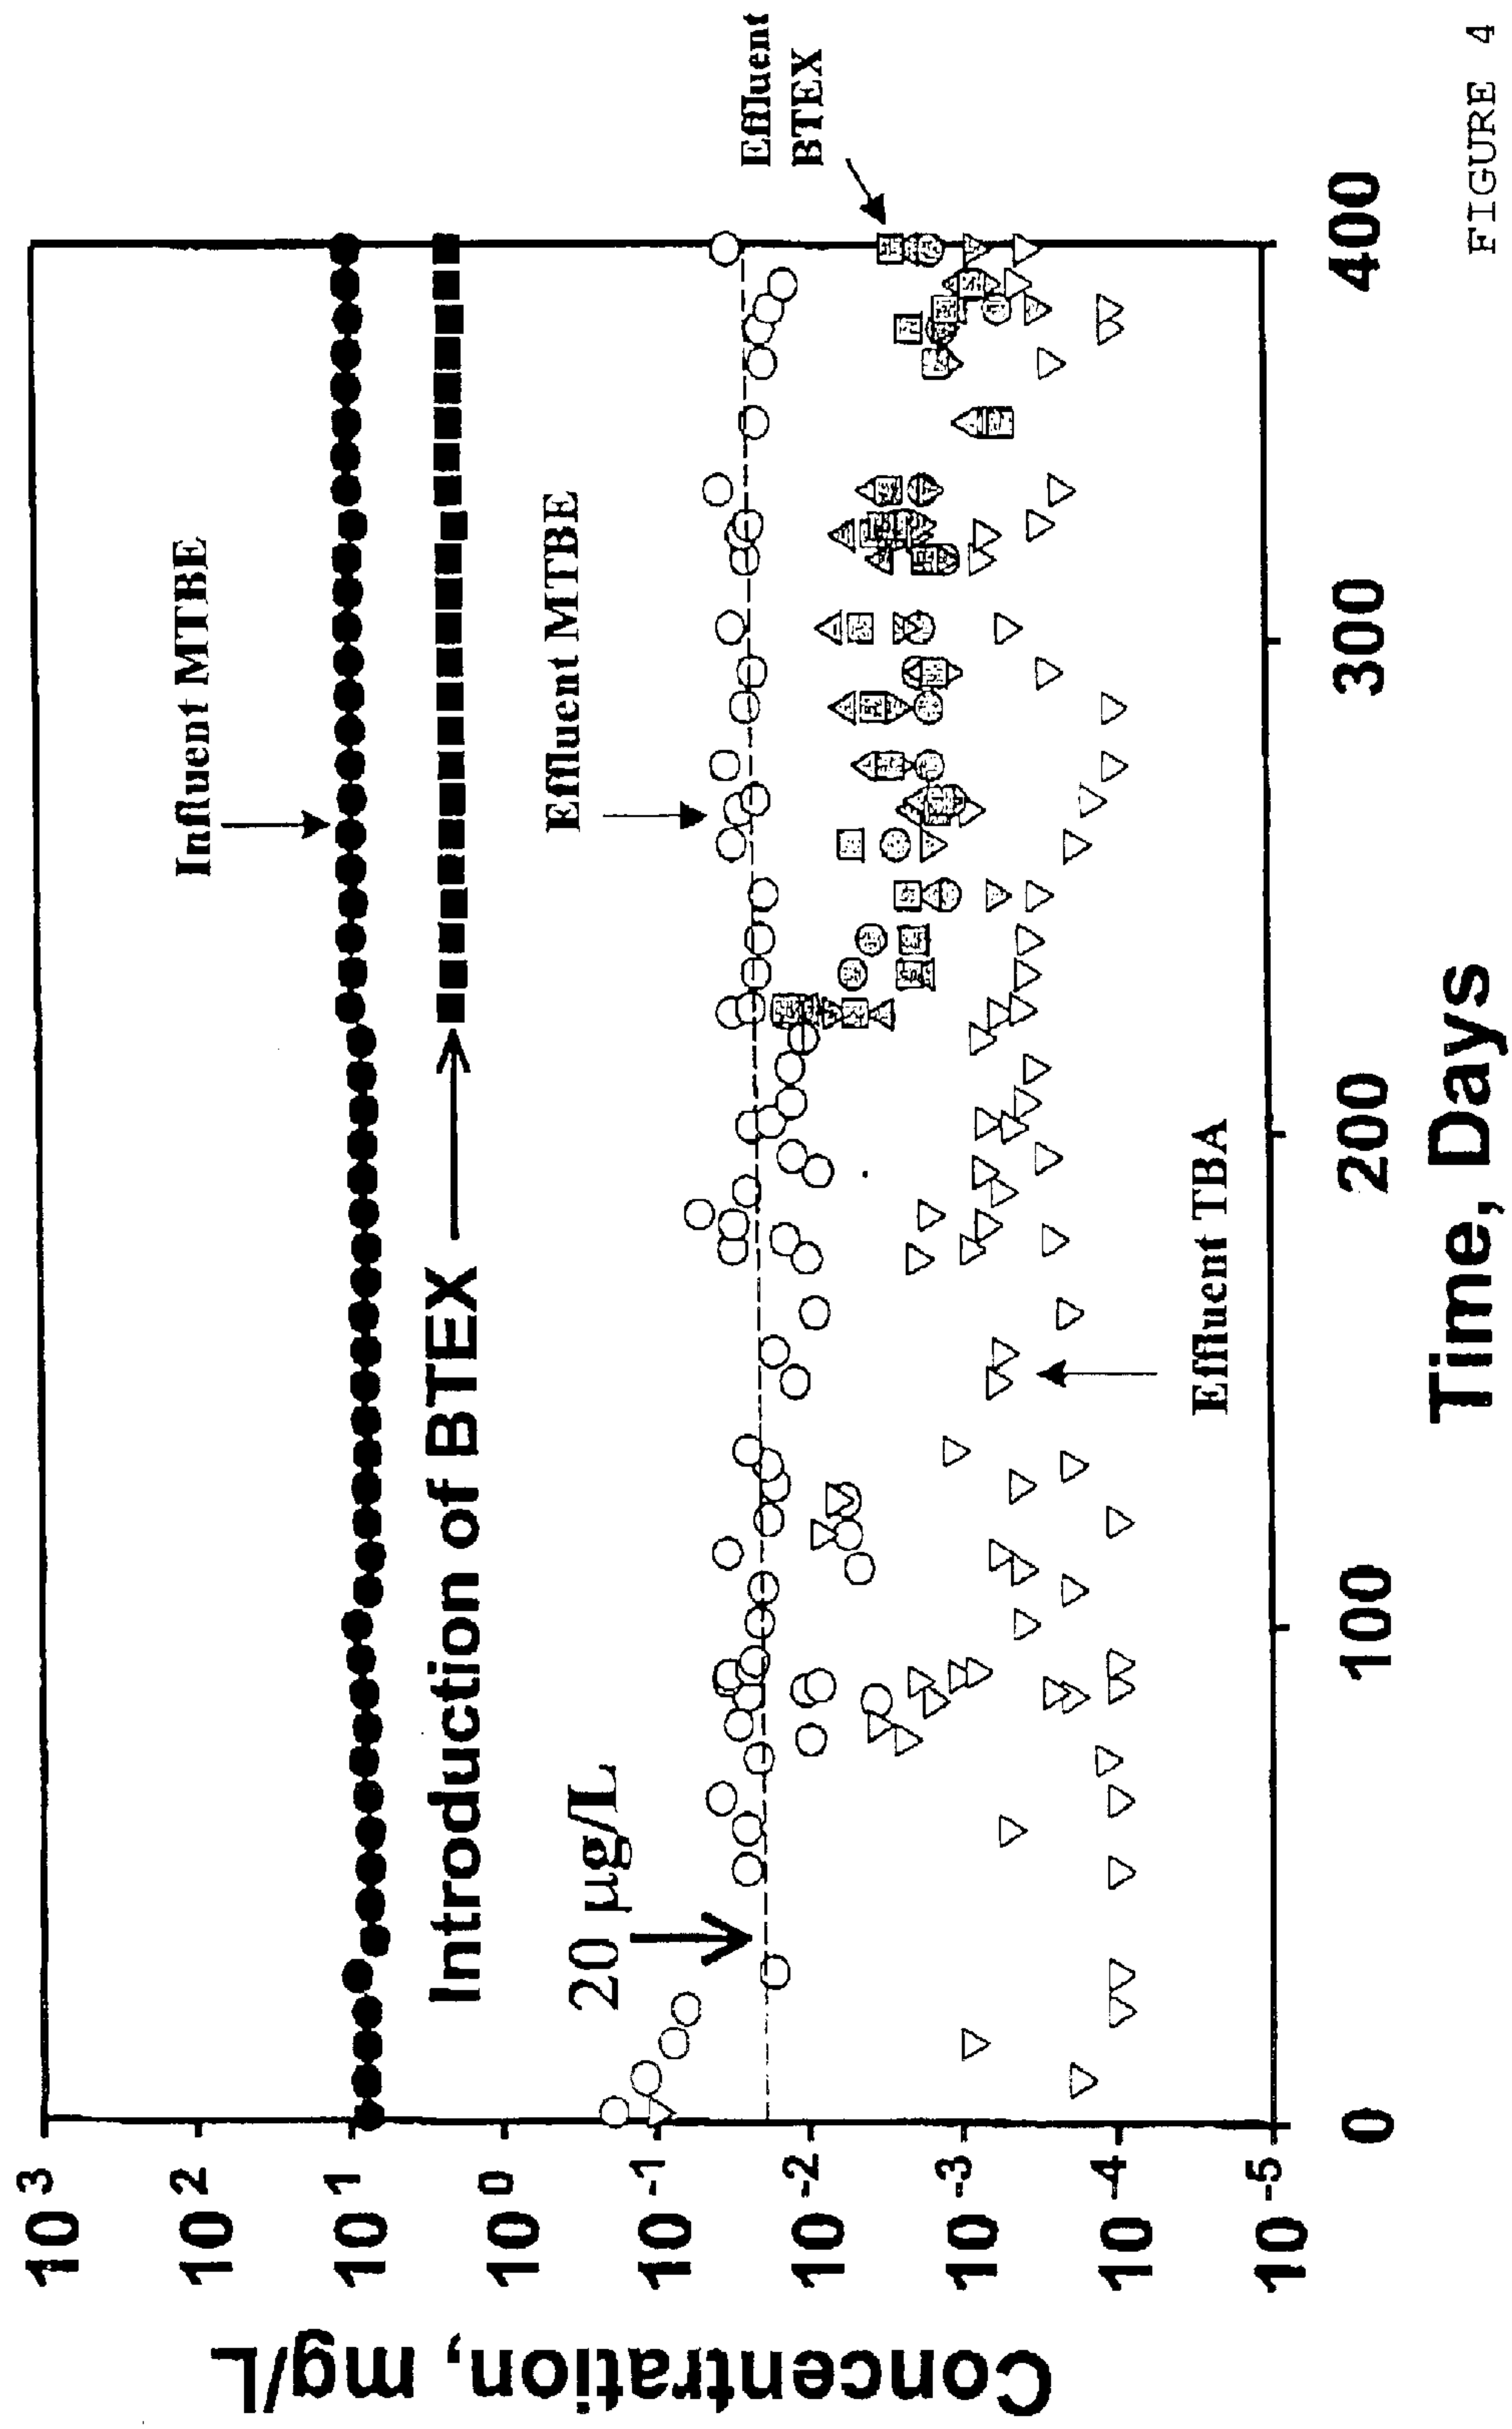 Concentration, mg/L
10 3
10 2
10 1
10 0
10 -1
10 -2
10 -3
10 -4
10 -5
Influent MTBE
Introduction of BTEX
Effluent MTBE
20 µg/L
Effluent
BTEX
Effluent TBA
0
100
200
300
400
Time, Days
FIGURE 4